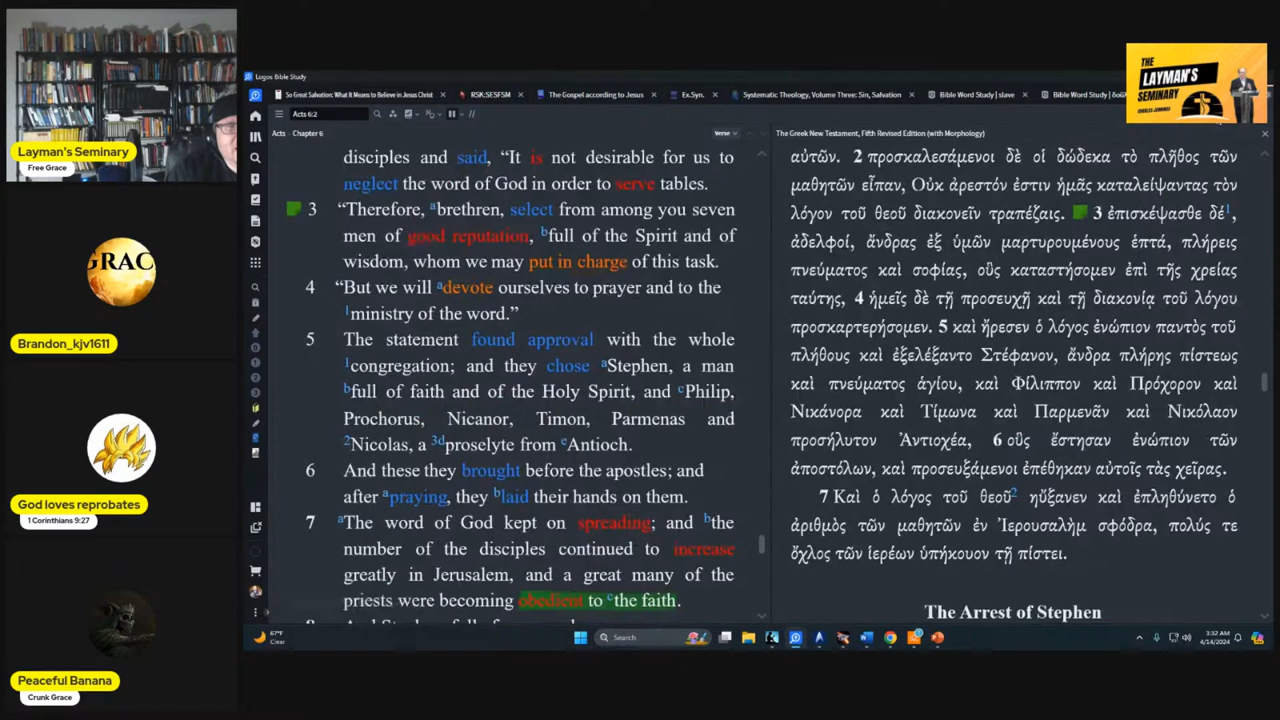 Logos Bible Study
So Great Salvation: What It Means to Believe in Jesus Christ
RSK:SESFSM
The Gospel according to Jesus
Ex.Syn.
Systematic Theology, Volume Three: Sin, Salvation
Bible Word Study | slave
Bible Word Study |
THE
LAYMAN'S
SEMINARY
CHARLES JENNINGS
Acts 6:2
Acts · Chapter 6
Verse
The Greek New Testament, Fifth Revised Edition (with Morphology)
disciples and said, “It is not desirable for us to
neglect the word of God in order to serve tables.
3 “Therefore, a brethren, select from among you seven
men of good reputation, b full of the Spirit and of
wisdom, whom we may put in charge of this task.
4 “But we will a devote ourselves to prayer and to the
1 ministry of the word.”
5 The statement found approval with the whole
1 congregation; and they chose a Stephen, a man
b full of faith and of the Holy Spirit, and c Philip,
Prochorus, Nicanor, Timon, Parmenas and
2 Nicolas, a 3d proselyte from e Antioch.
6 And these they brought before the apostles; and
after a praying, they b laid their hands on them.
7 a The word of God kept on spreading; and b the
number of the disciples continued to increase
greatly in Jerusalem, and a great many of the
priests were becoming obedient to c the faith.
αὐτῶν. 2 προσκαλεσάμενοι δὲ οἱ δώδεκα τὸ πλῆθος τῶν
μαθητῶν εἶπαν, Οὐκ ἀρεστόν ἐστιν ἡμᾶς καταλείψαντας τὸν
λόγον τοῦ θεοῦ διακονεῖν τραπέζαις. 3 ἐπισκέψασθε δέ1,
ἀδελφοί, ἄνδρας ἐξ ὑμῶν μαρτυρουμένους ἑπτά, πλήρεις
πνεύματος καὶ σοφίας, οὓς καταστήσομεν ἐπὶ τῆς χρείας
ταύτης, 4 ἡμεῖς δὲ τῇ προσευχῇ καὶ τῇ διακονίᾳ τοῦ λόγου
προσκαρτερήσομεν. 5 καὶ ἤρεσεν ὁ λόγος ἐνώπιον παντὸς τοῦ
πλήθους καὶ ἐξελέξαντο Στέφανον, ἄνδρα πλήρης πίστεως
καὶ πνεύματος ἁγίου, καὶ Φίλιππον καὶ Πρόχορον καὶ
Νικάνορα καὶ Τίμωνα καὶ Παρμενᾶν καὶ Νικόλαον
προσήλυτον Ἀντιοχέα, 6 οὓς ἔστησαν ἐνώπιον τῶν
ἀποστόλων, καὶ προσευξάμενοι ἐπέθηκαν αὐτοῖς τὰς χεῖρας.
7 Καὶ ὁ λόγος τοῦ θεοῦ2 ηὔξανεν καὶ ἐπληθύνετο ὁ
ἀριθμὸς τῶν μαθητῶν ἐν Ἰερουσαλὴμ σφόδρα, πολύς τε
ὄχλος τῶν ἱερέων ὑπήκουον τῇ πίστει.
The Arrest of Stephen
Layman's Seminary
Free Grace
GRAC
Brandon_kjv1611
God loves reprobates
1 Corinthians 9:27
Peaceful Banana
Crunk Grace
67°F
Clear
Search
3:32 AM
4/14/2024